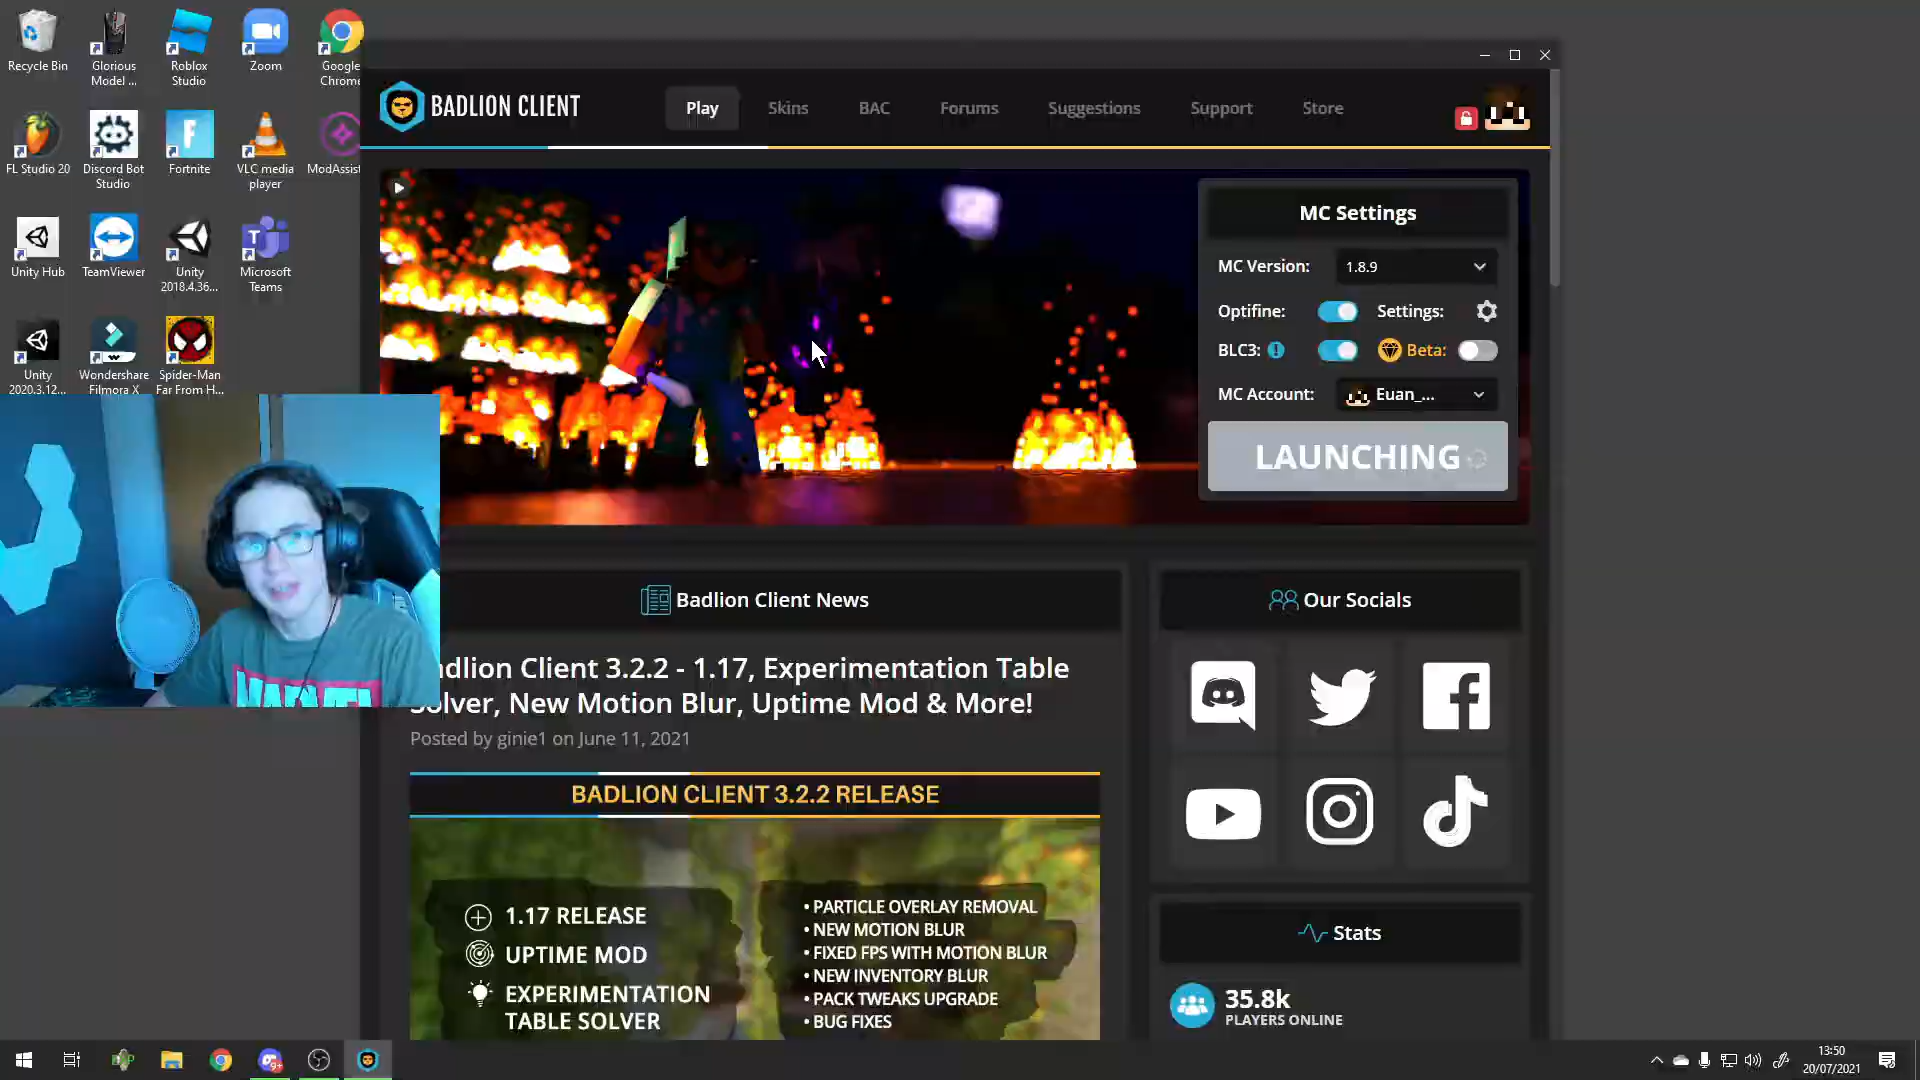 Recycle Bin
Glorious
Model ...
Roblox
Studio
Zoom
Google
Chrome
FL Studio 20
Discord Bot
Studio
Fortnite
VLC media
player
ModAssist
Unity Hub
TeamViewer
Unity
2018.4.36...
Microsoft
Teams
Unity
2020.3.12...
Wondershare
Filmora X
Spider-Man
Far From H...
BADLION CLIENT
Play
Skins
BAC
Forums
Suggestions
Support
Store
MC Settings
MC Version:
1.8.9
Optifine:
Settings:
BLC3:
Beta:
MC Account:
Euan_...
LAUNCHING
Badlion Client News
Our Socials
dlion Client 3.2.2 - 1.17, Experimentation Table
Solver, New Motion Blur, Uptime Mod & More!
Posted by ginie1 on June 11, 2021
BADLION CLIENT 3.2.2 RELEASE
1.17 RELEASE
UPTIME MOD
EXPERIMENTATION
TABLE SOLVER
• PARTICLE OVERLAY REMOVAL
• NEW MOTION BLUR
• FIXED FPS WITH MOTION BLUR
• NEW INVENTORY BLUR
• PACK TWEAKS UPGRADE
• BUG FIXES
Stats
35.8k
PLAYERS ONLINE
MARVEL
9+
13:50
20/07/2021